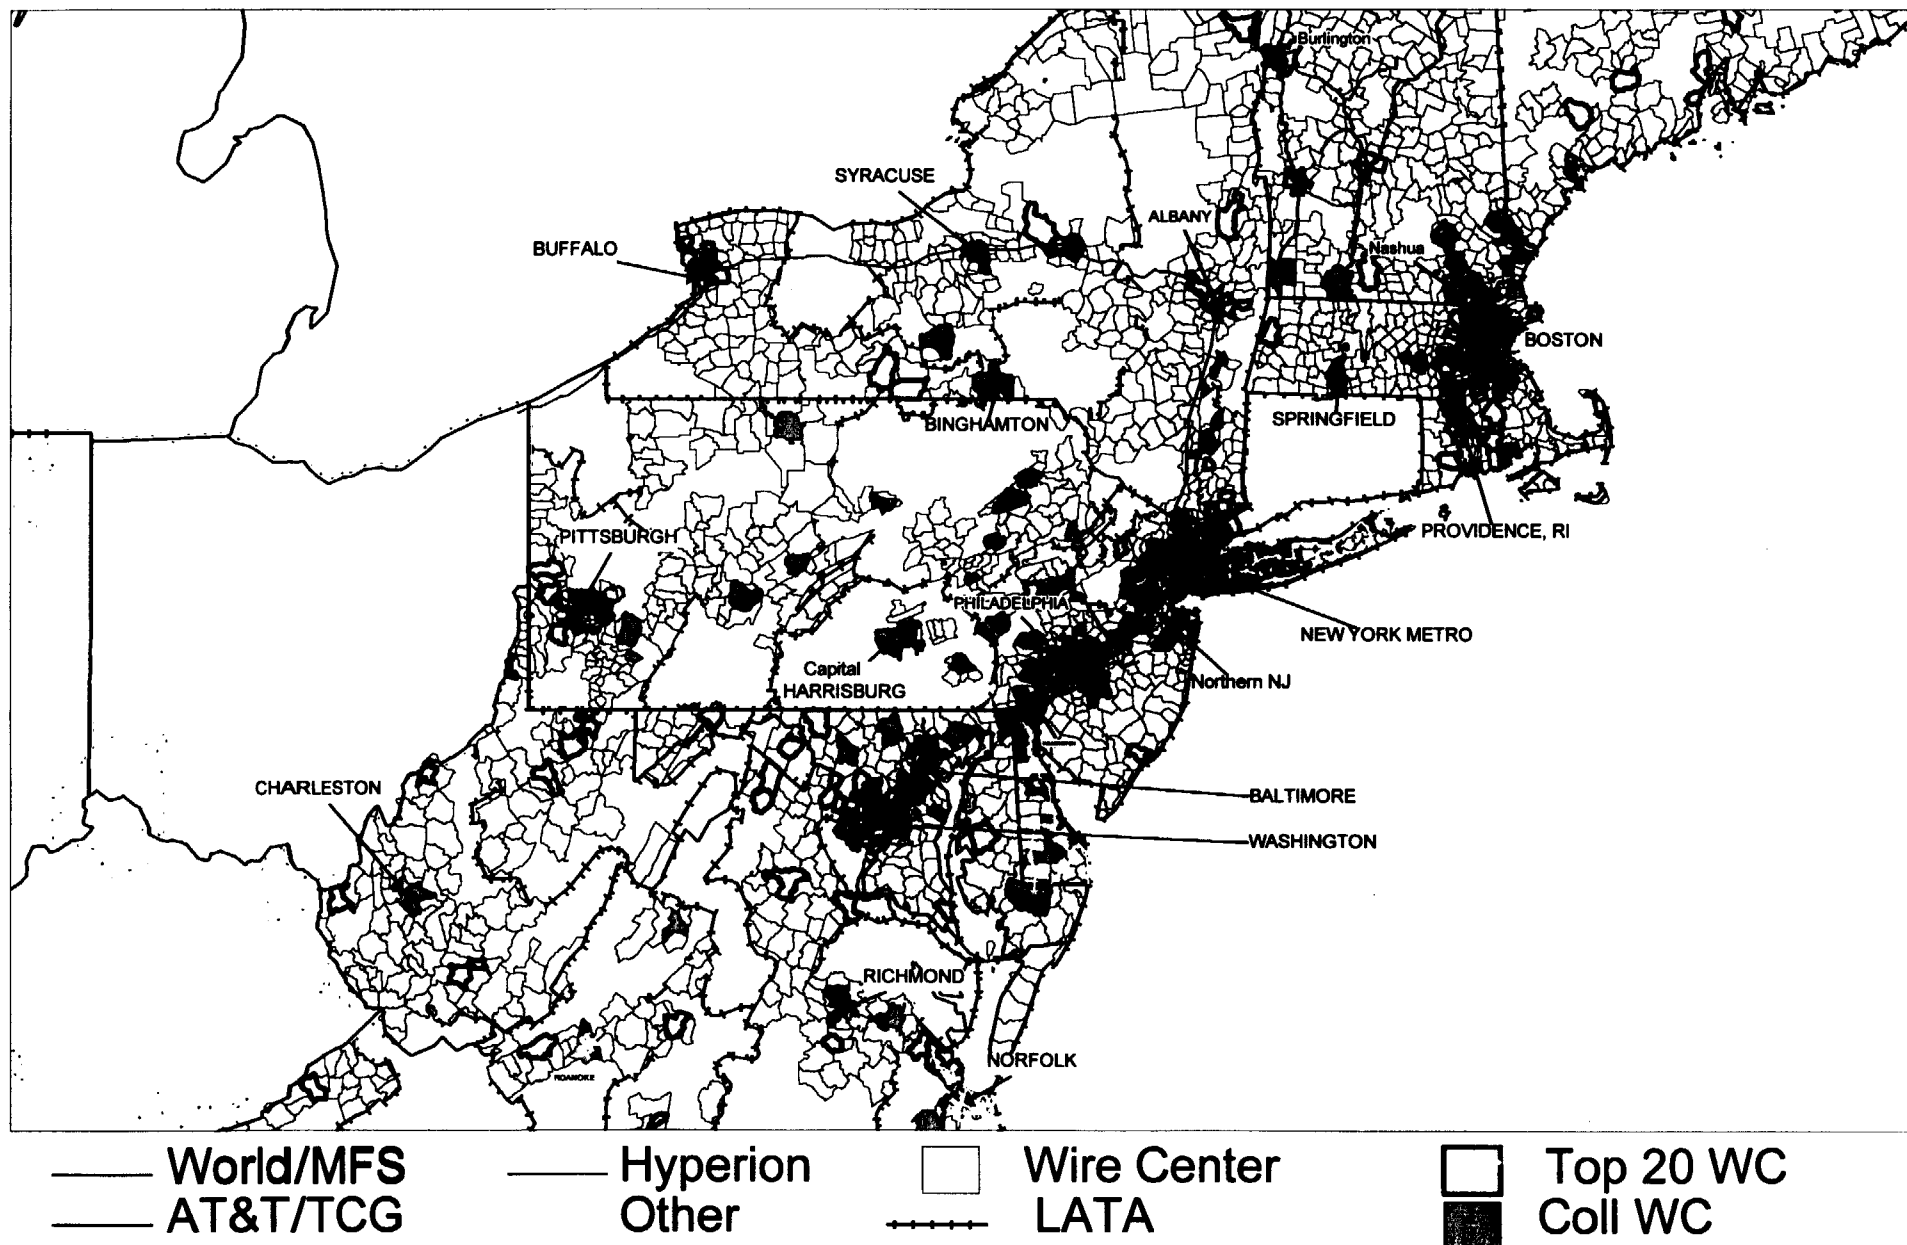 Burlington
SYRACUSE
ALBANY
BUFFALO
Nashua
BOSTON
SPRINGFIELD
BINGHAMTON
PITTSBURGH
PROVIDENCE, RI
PHILADELPHIA
NEW YORK METRO
Capital
HARRISBURG
Northern NJ
CHARLESTON
BALTIMORE
WASHINGTON
RICHMOND
NORFOLK
ROANOKE
World/MFS
Hyperion
Wire Center
Top 20 WC
AT&T/TCG
Other
LATA
Coll WC